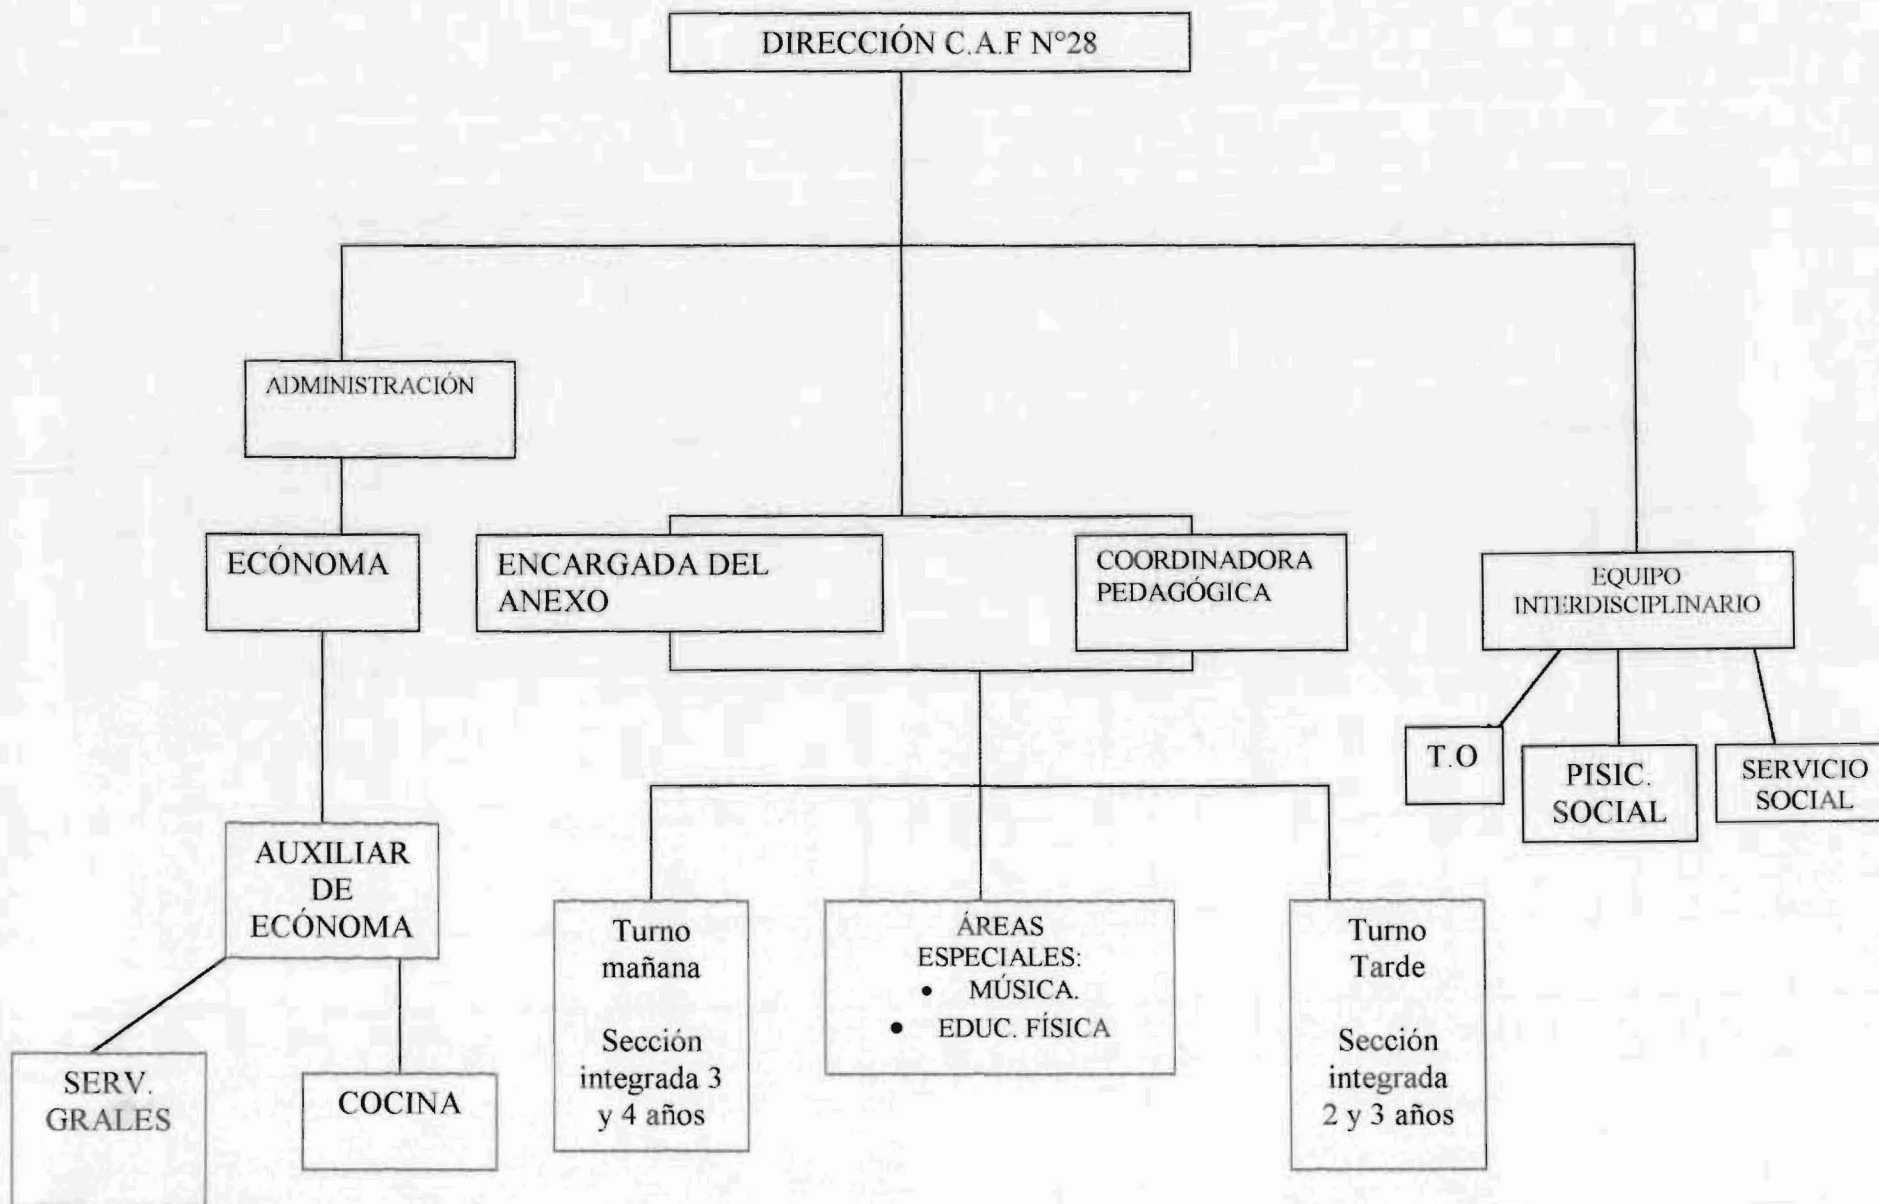 DIRECCIÓN C.A.F N°28
ADMINISTRACIÓN
ECÓNOMA
ENCARGADA DEL
ANEXO
COORDINADORA
PEDAGÓGICA
EQUIPO
INTERDISCIPLINARIO
T.O
PISIC.
SOCIAL
SERVICIO
SOCIAL
AUXILIAR
DE
ECÓNOMA
Turno
mañana
Sección
integrada 3
y 4 años
ÁREAS
ESPECIALES:
• MÚSICA.
• EDUC. FÍSICA
Turno
Tarde
Sección
integrada
2 y 3 años
SERV.
GRALES
COCINA